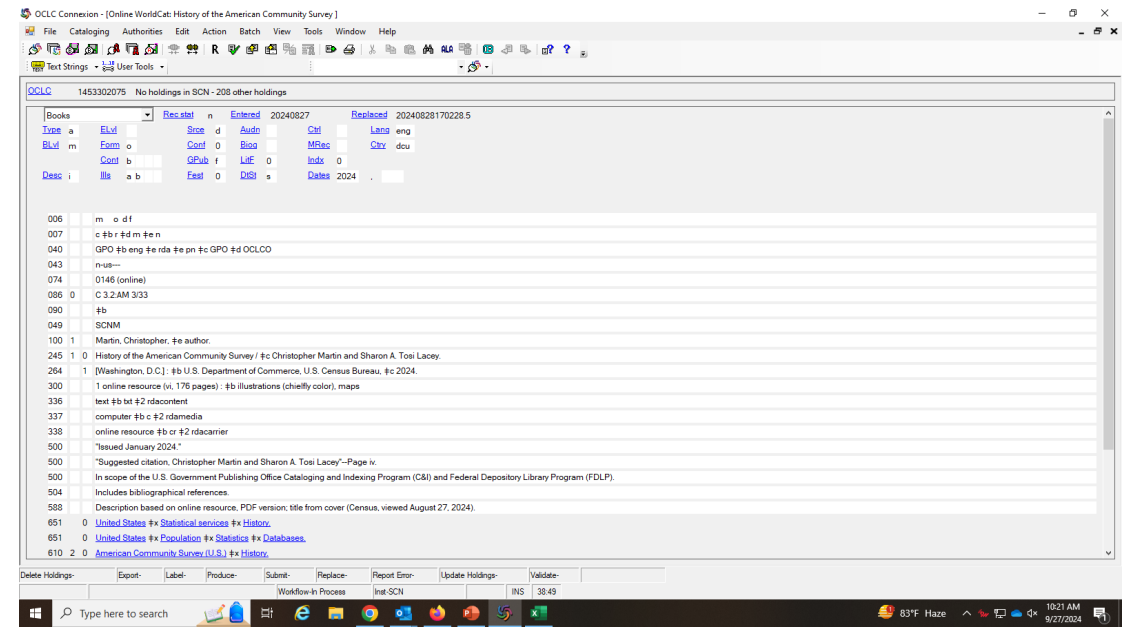 OCLC Connexion - [Online WorldCat: History of the American Community Survey ]
File Cataloging Authorities Edit Action Batch View Tools Window Help
Text Strings User Tools
OCLC 1453302075 No holdings in SCN - 208 other holdings
Books Rec stat n Entered 20240827 Replaced 20240828170228.5
Type a ELvl Srce d Audn Ctrl Lang eng
BLvl m Form o Conf 0 Biog MRec Ctry dcu
Cont b GPub f LitF 0 Indx 0
Desc i Ills a b Fest 0 DtSt s Dates 2024 ,
006 m o d f
007 c ‡b r ‡d m ‡e n
040 GPO ‡b eng ‡e rda ‡e pn ‡c GPO ‡d OCLCO
043 n-us---
074 0146 (online)
086 0 C 3.2:AM 3/33
090 ‡b
049 SCNM
100 1 Martin, Christopher, ‡e author.
245 1 0 History of the American Community Survey / ‡c Christopher Martin and Sharon A. Tosi Lacey.
264 1 [Washington, D.C.] : ‡b U.S. Department of Commerce, U.S. Census Bureau, ‡c 2024.
300 1 online resource (vi, 176 pages) : ‡b illustrations (chielfly color), maps
336 text ‡b txt ‡2 rdacontent
337 computer ‡b c ‡2 rdamedia
338 online resource ‡b cr ‡2 rdacarrier
500 "Issued January 2024."
500 "Suggested citation, Christopher Martin and Sharon A. Tosi Lacey"--Page iv.
500 In scope of the U.S. Government Publishing Office Cataloging and Indexing Program (C&I) and Federal Depository Library Program (FDLP).
504 Includes bibliographical references.
588 Description based on online resource, PDF version; title from cover (Census, viewed August 27, 2024).
651 0 United States ‡x Statistical services ‡x History.
651 0 United States ‡x Population ‡x Statistics ‡x Databases.
610 2 0 American Community Survey (U.S.) ‡x History.
Delete Holdings- Export- Label- Produce- Submit- Replace- Report Error- Update Holdings- Validate-
Workflow-In Process Inst-SCN INS 38:49
Type here to search 83°F Haze 10:21 AM
9/27/2024